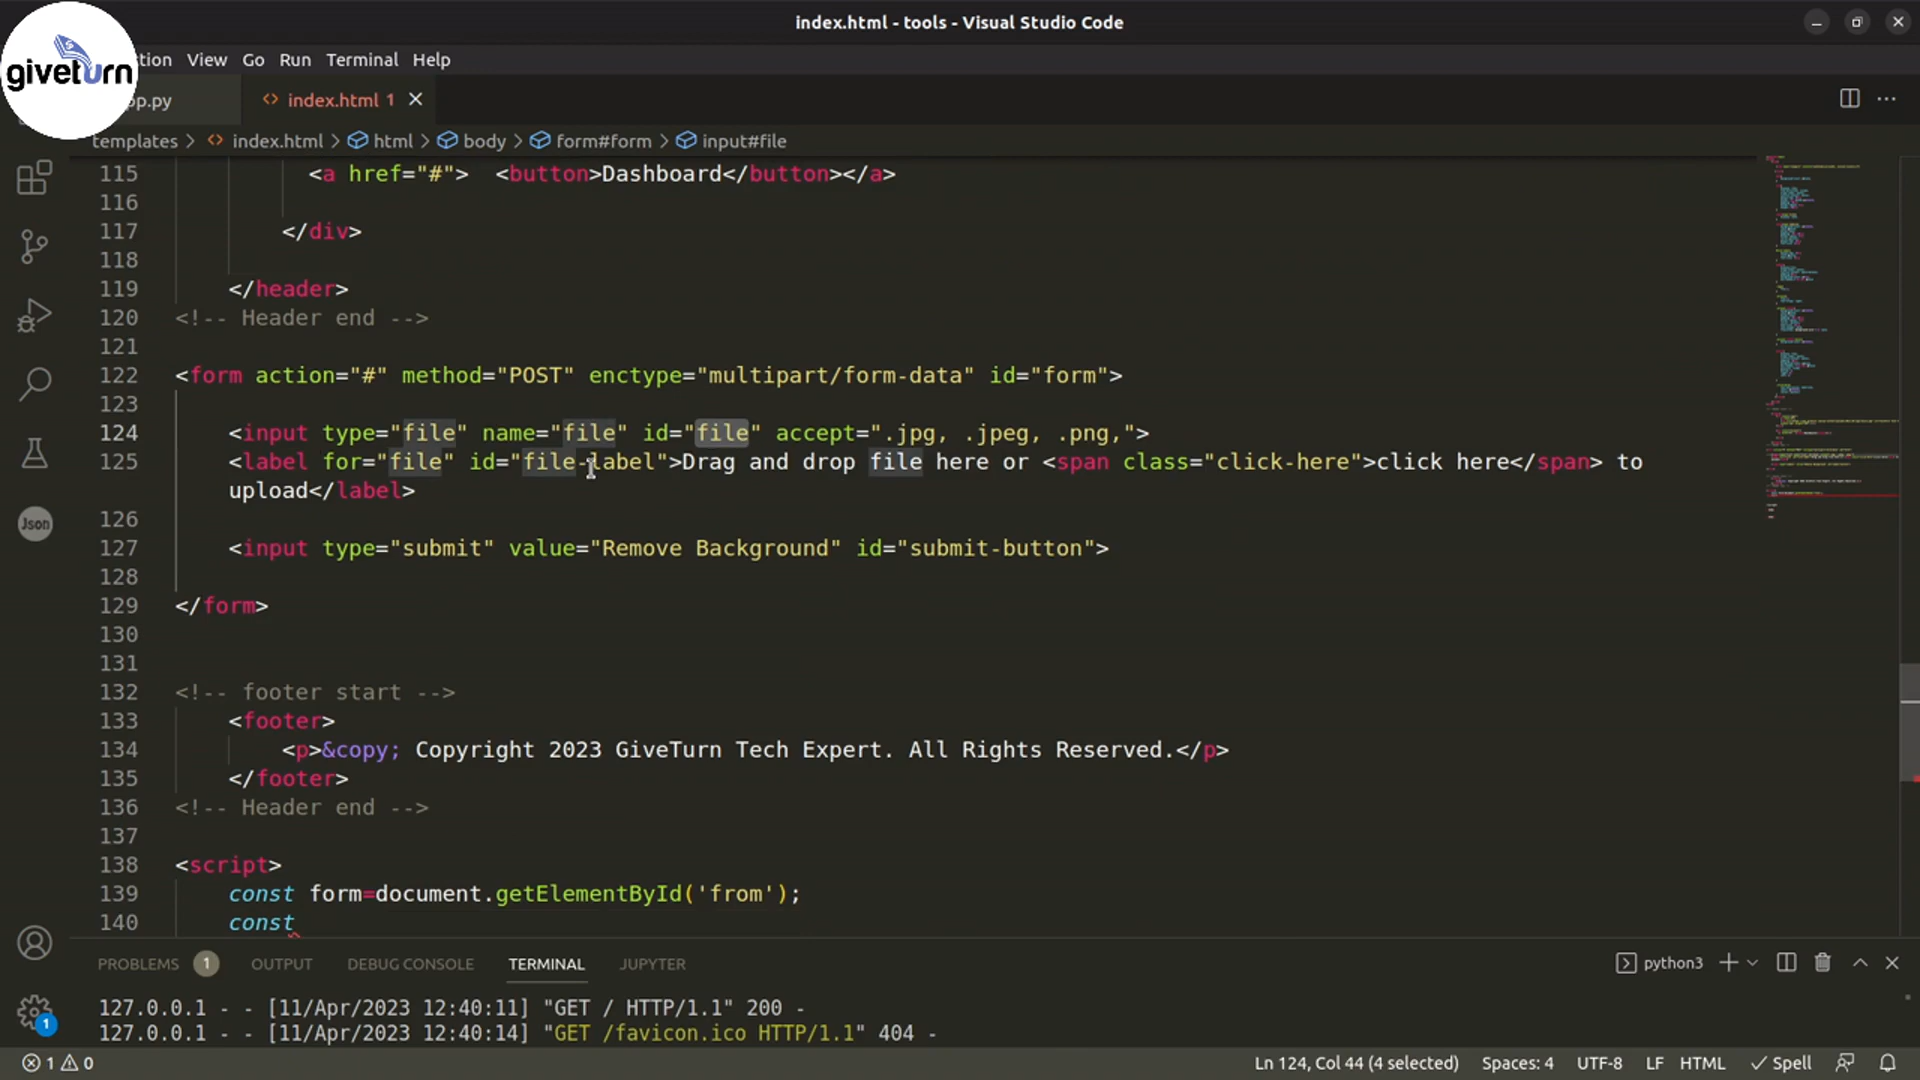 index.html - tools - Visual Studio Code
giveturn
tion View Go Run Terminal Help
pp.py <> index.html 1
templates > <> index.html > html > body > form#form > input#file
115 <a href="#"> <button>Dashboard</button></a>
116
117 </div>
118
119 </header>
120 <!-- Header end -->
121
122 <form action="#" method="POST" enctype="multipart/form-data" id="form">
123
124 <input type="file" name="file" id="file" accept=".jpg, .jpeg, .png,">
125 <label for="file" id="file-label">Drag and drop file here or <span class="click-here">click here</span> to
upload</label>
126
127 <input type="submit" value="Remove Background" id="submit-button">
128
129 </form>
130
131
132 <!-- footer start -->
133 <footer>
134 <p>&copy; Copyright 2023 GiveTurn Tech Expert. All Rights Reserved.</p>
135 </footer>
136 <!-- Header end -->
137
138 <script>
139 const form=document.getElementById('from');
140 const
Json
PROBLEMS 1 OUTPUT DEBUG CONSOLE TERMINAL JUPYTER python3
127.0.0.1 - - [11/Apr/2023 12:40:11] "GET / HTTP/1.1" 200 -
127.0.0.1 - - [11/Apr/2023 12:40:14] "GET /favicon.ico HTTP/1.1" 404 -
1
1 0 Ln 124, Col 44 (4 selected) Spaces: 4 UTF-8 LF HTML Spell